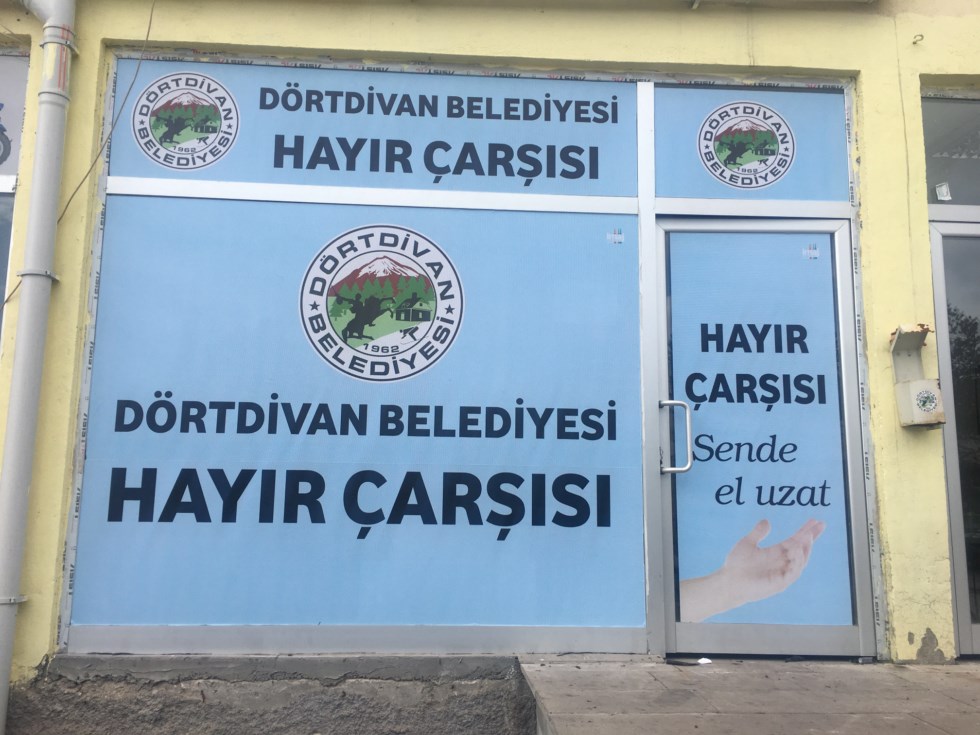 DÖRTDİVAN BELEDİYESİ
1962
DÖRTDİVAN BELEDİYESİ
HAYIR ÇARŞISI
DÖRTDİVAN BELEDİYESİ
1962
DÖRTDİVAN BELEDİYESİ
1962
DÖRTDİVAN BELEDİYESİ
HAYIR ÇARŞISI
HAYIR
ÇARŞISI
Sende
el uzat